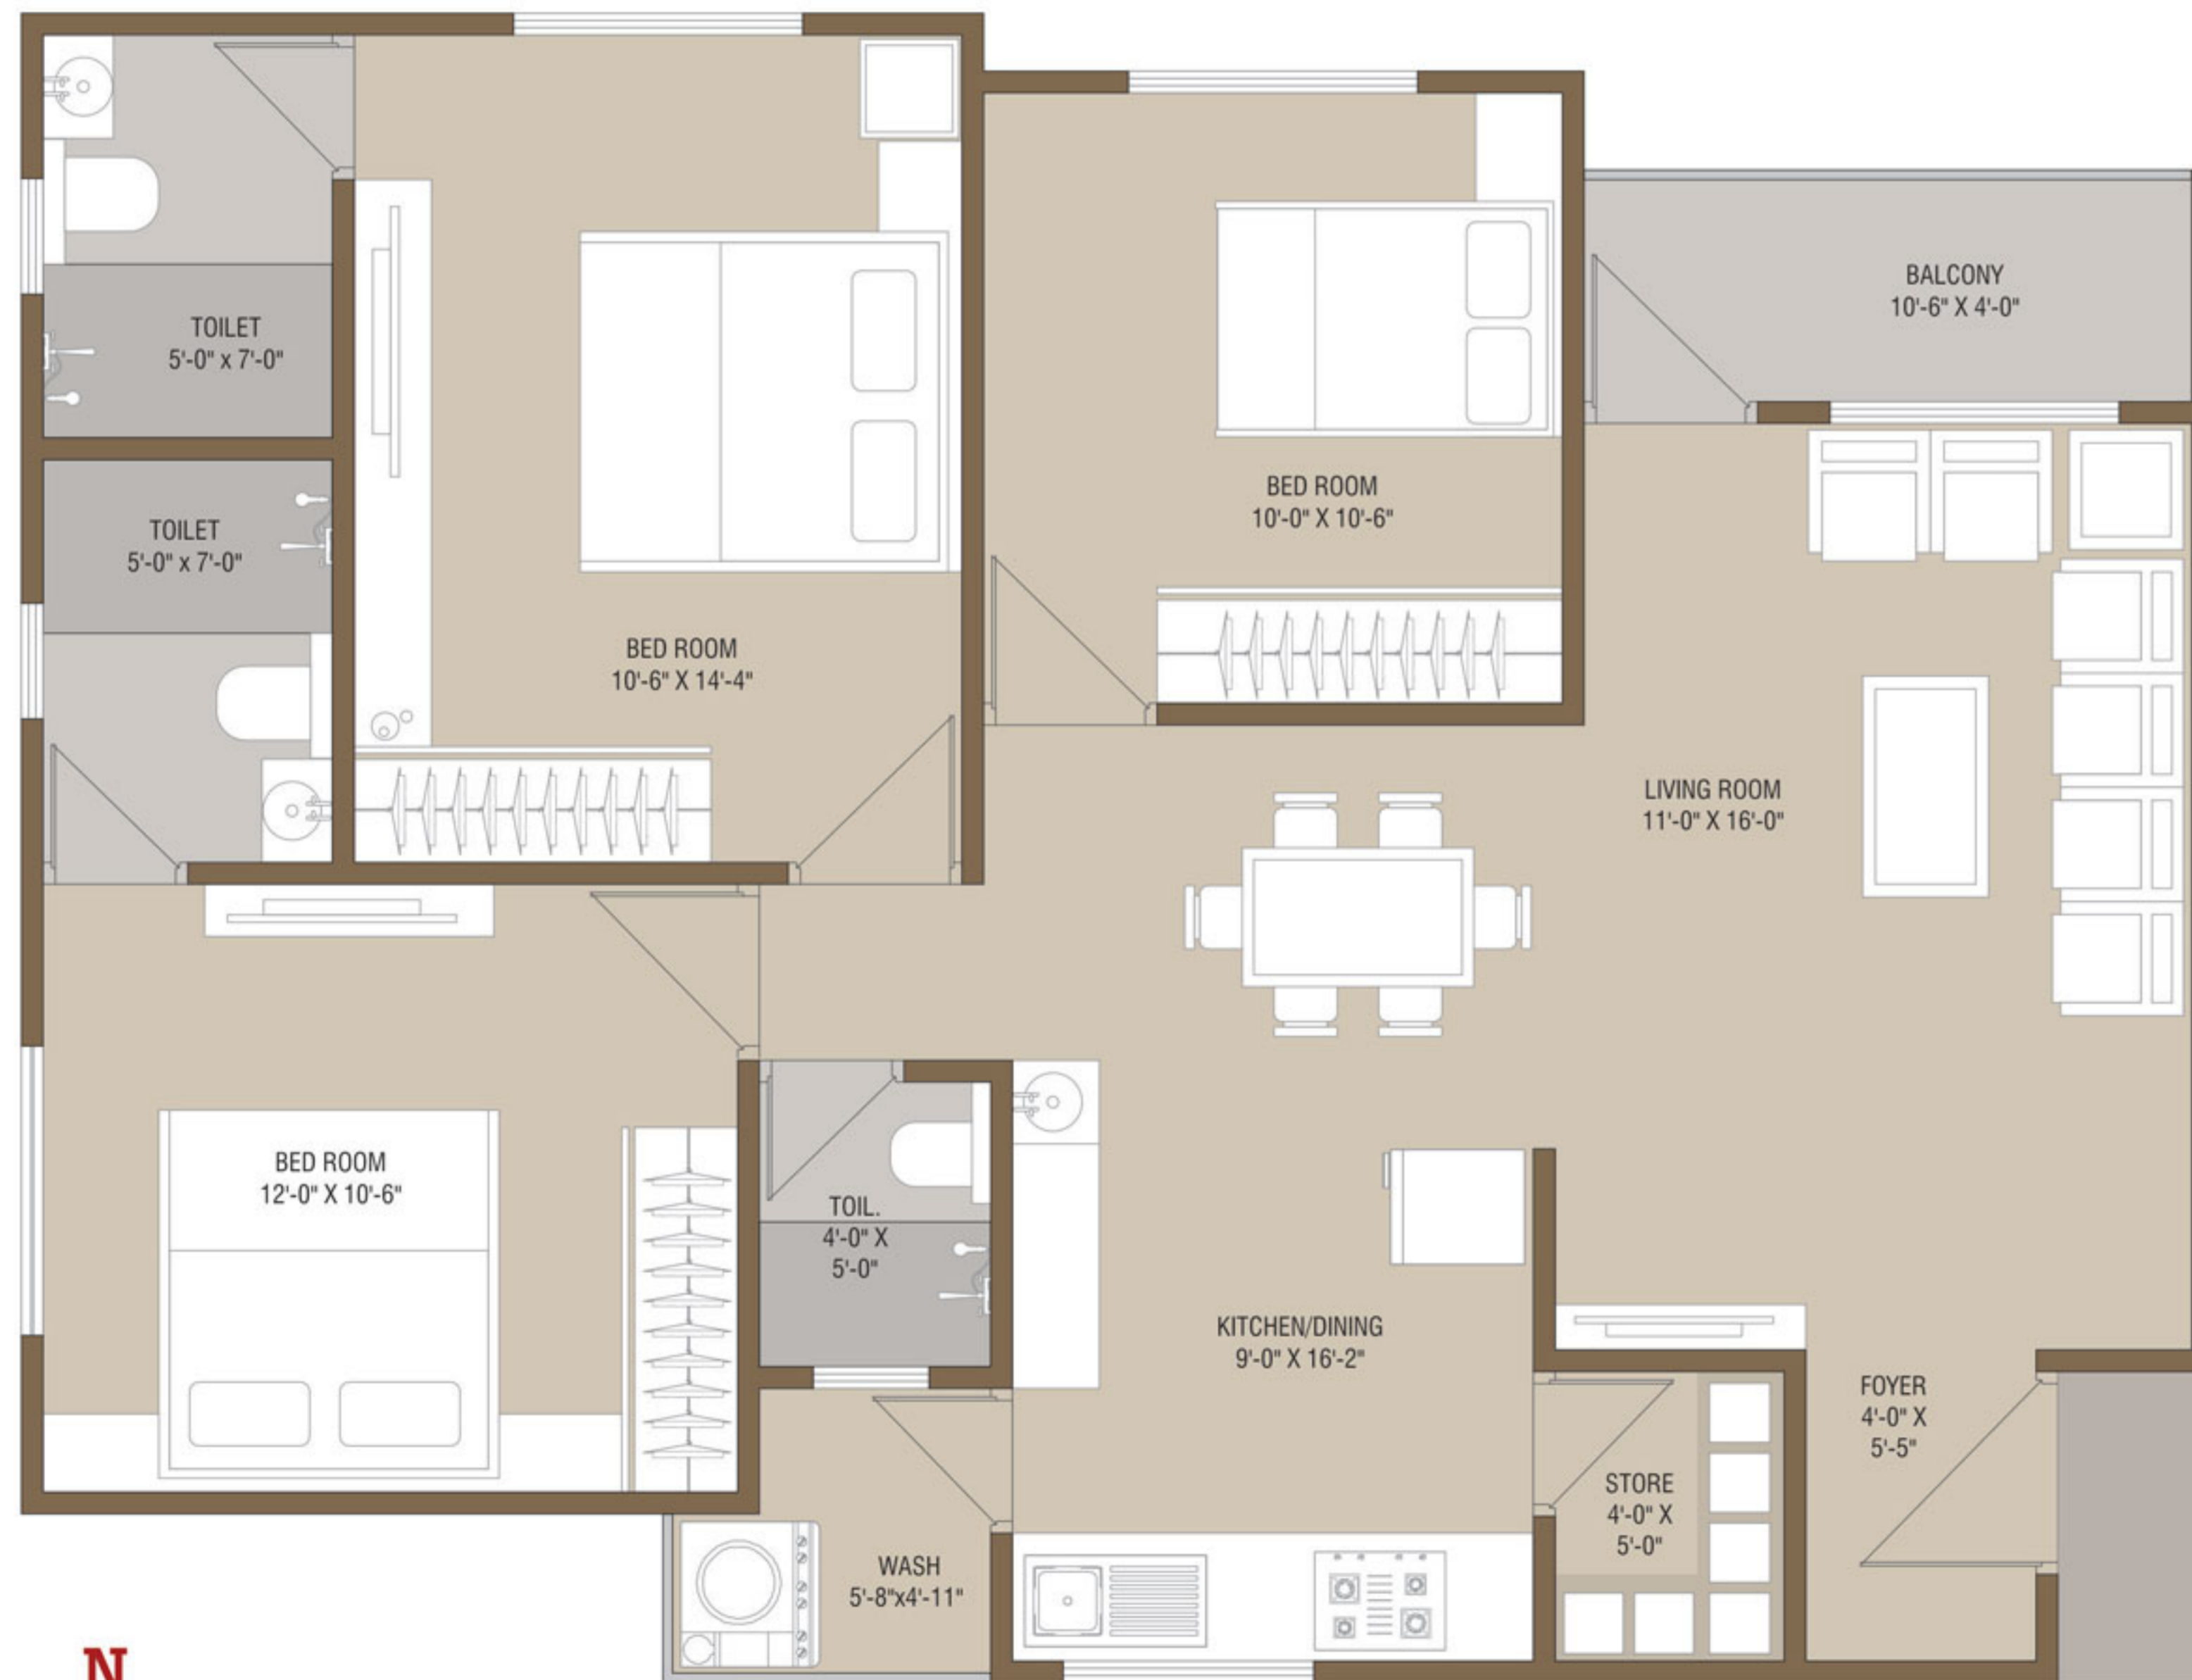 TOILET
5'-0" x 7'-0"
BALCONY
10'-6" X 4'-0"
TOILET
5'-0" x 7'-0"
BED ROOM
10'-0" X 10'-6"
BED ROOM
10'-6" X 14'-4"
LIVING ROOM
11'-0" X 16'-0"
BED ROOM
12'-0" X 10'-6"
TOIL.
4'-0" X
5'-0"
KITCHEN/DINING
9'-0" X 16'-2"
FOYER
4'-0" X
5'-5"
STORE
4'-0" X
5'-0"
WASH
5'-8"x4'-11"
N